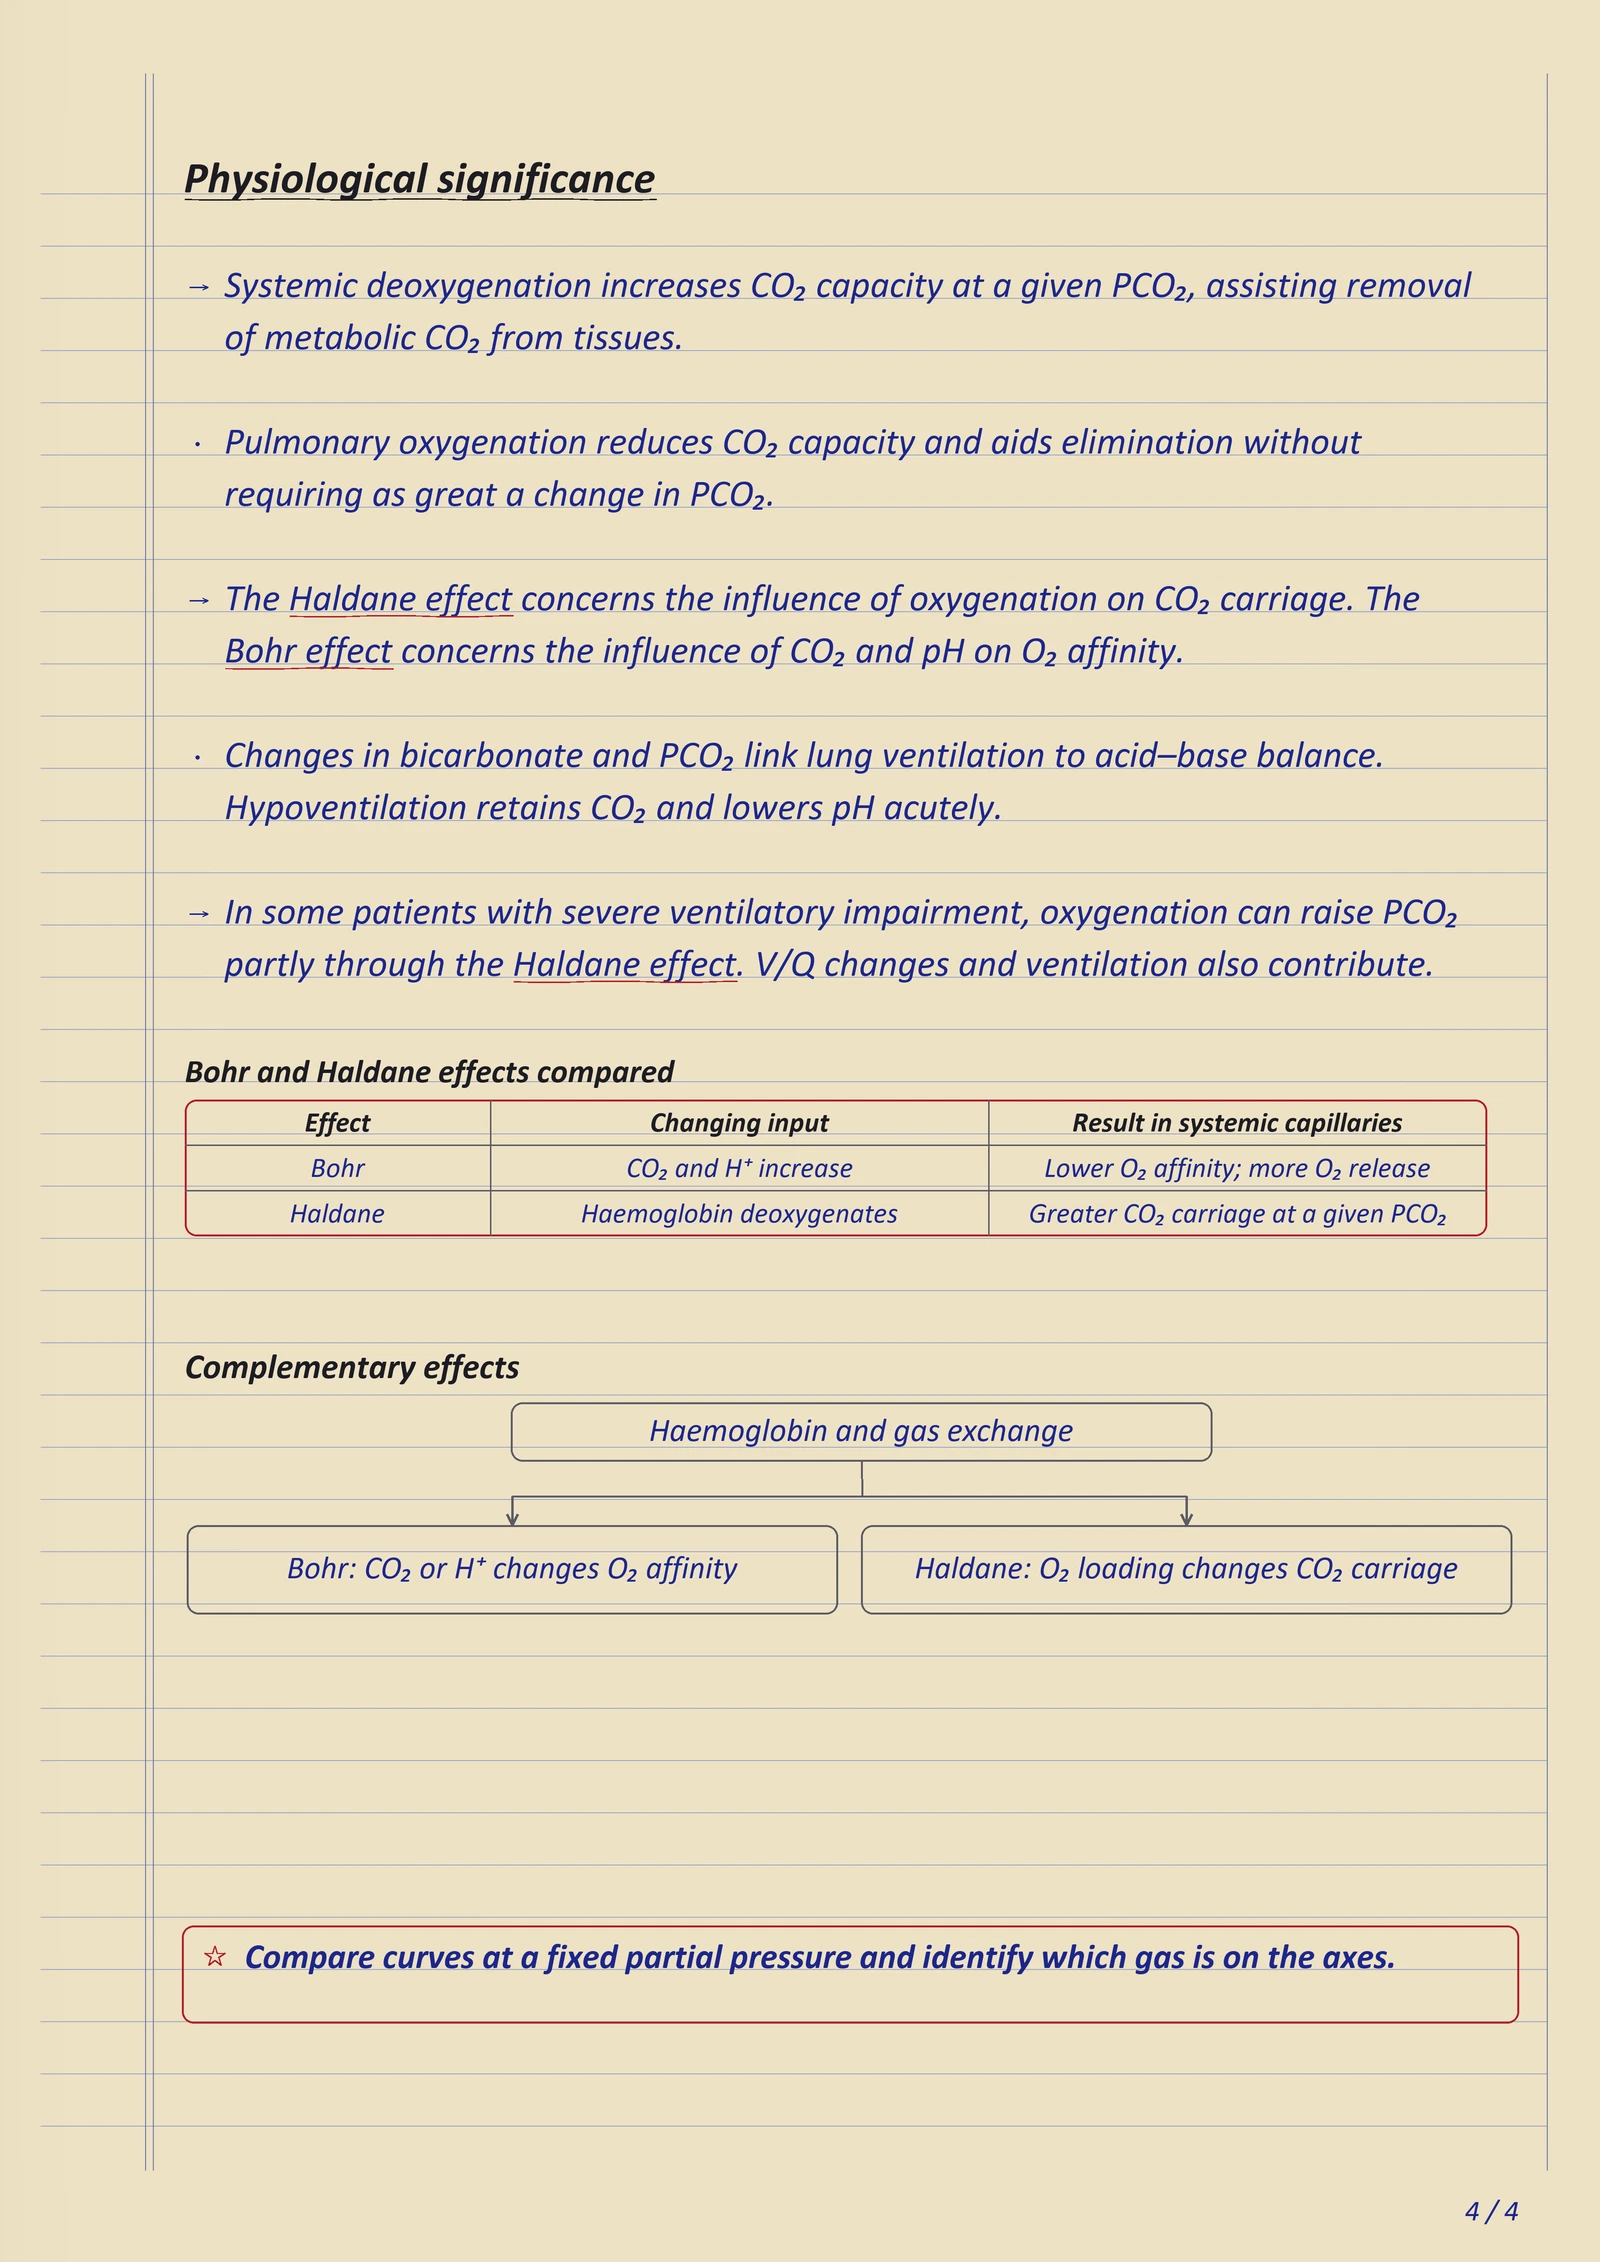 Physiological significance
→ Systemic deoxygenation increases CO₂ capacity at a given PCO₂, assisting removal
of metabolic CO₂ from tissues.
· Pulmonary oxygenation reduces CO₂ capacity and aids elimination without
requiring as great a change in PCO₂.
→ The Haldane effect concerns the influence of oxygenation on CO₂ carriage. The
Bohr effect concerns the influence of CO₂ and pH on O₂ affinity.
· Changes in bicarbonate and PCO₂ link lung ventilation to acid–base balance.
Hypoventilation retains CO₂ and lowers pH acutely.
→ In some patients with severe ventilatory impairment, oxygenation can raise PCO₂
partly through the Haldane effect. V/Q changes and ventilation also contribute.
Bohr and Haldane effects compared
Effect Changing input Result in systemic capillaries
Bohr CO₂ and H⁺ increase Lower O₂ affinity; more O₂ release
Haldane Haemoglobin deoxygenates Greater CO₂ carriage at a given PCO₂
Complementary effects
Haemoglobin and gas exchange
Bohr: CO₂ or H⁺ changes O₂ affinity Haldane: O₂ loading changes CO₂ carriage
☆ Compare curves at a fixed partial pressure and identify which gas is on the axes.
4 / 4